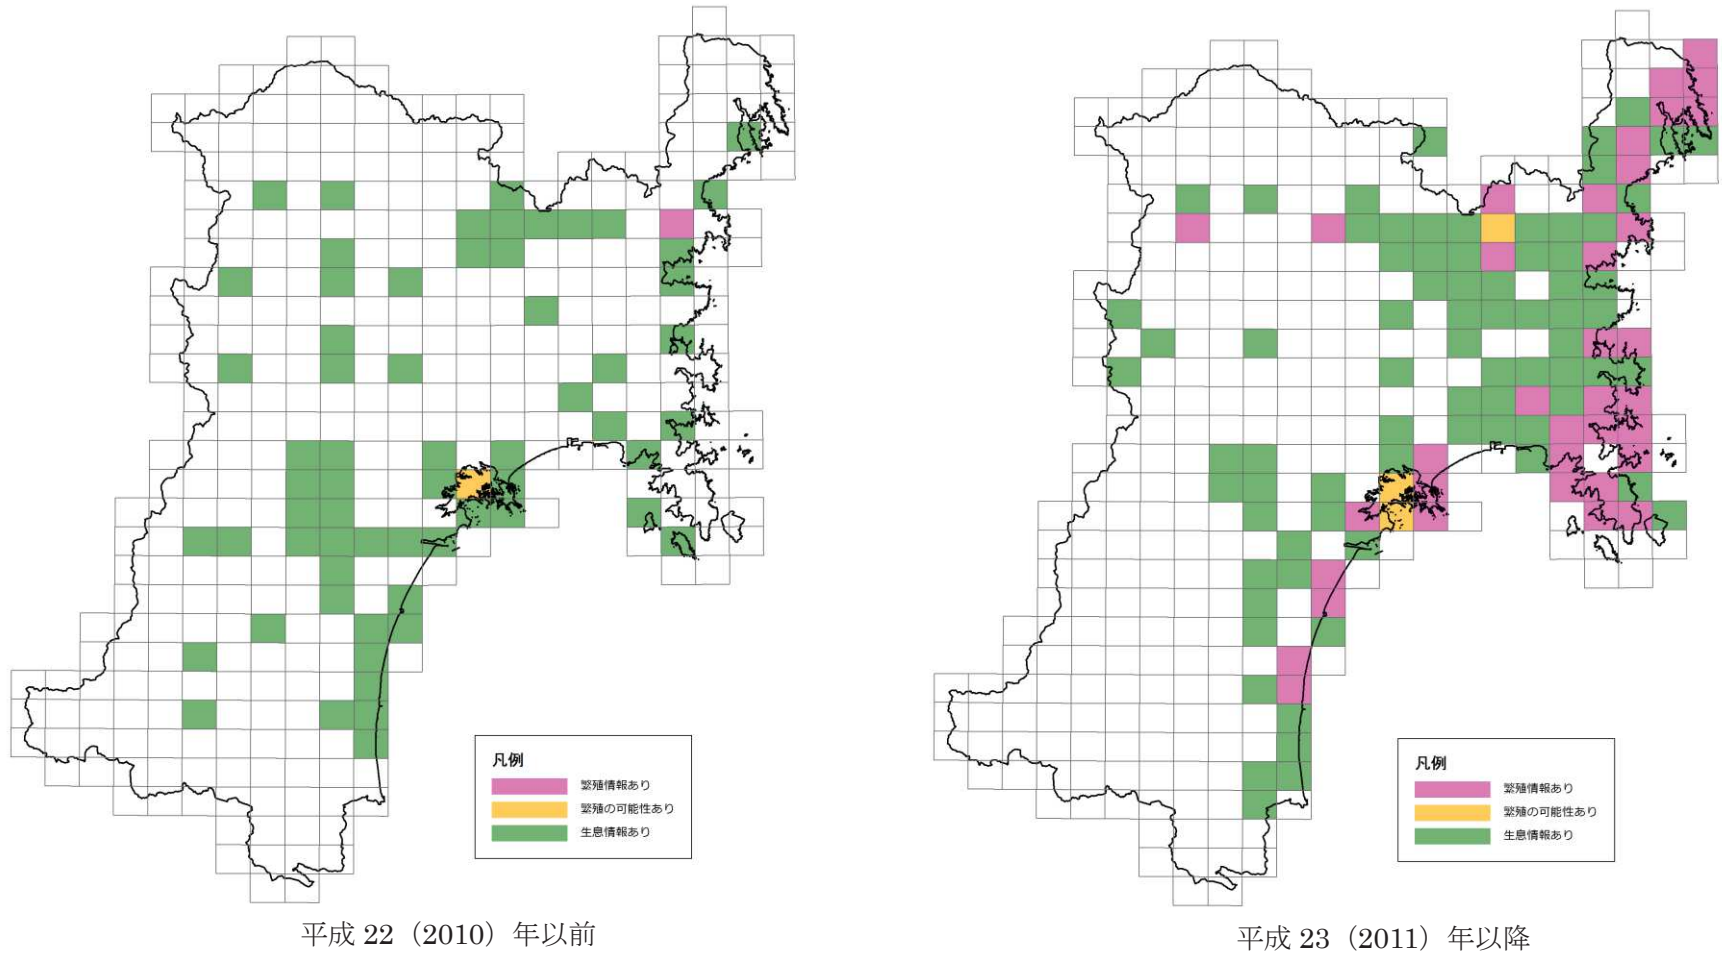 凡例
繁殖情報あり
繁殖の可能性あり
生息情報あり
平成 22（2010）年以前
凡例
繁殖情報あり
繁殖の可能性あり
生息情報あり
平成 23（2011）年以降